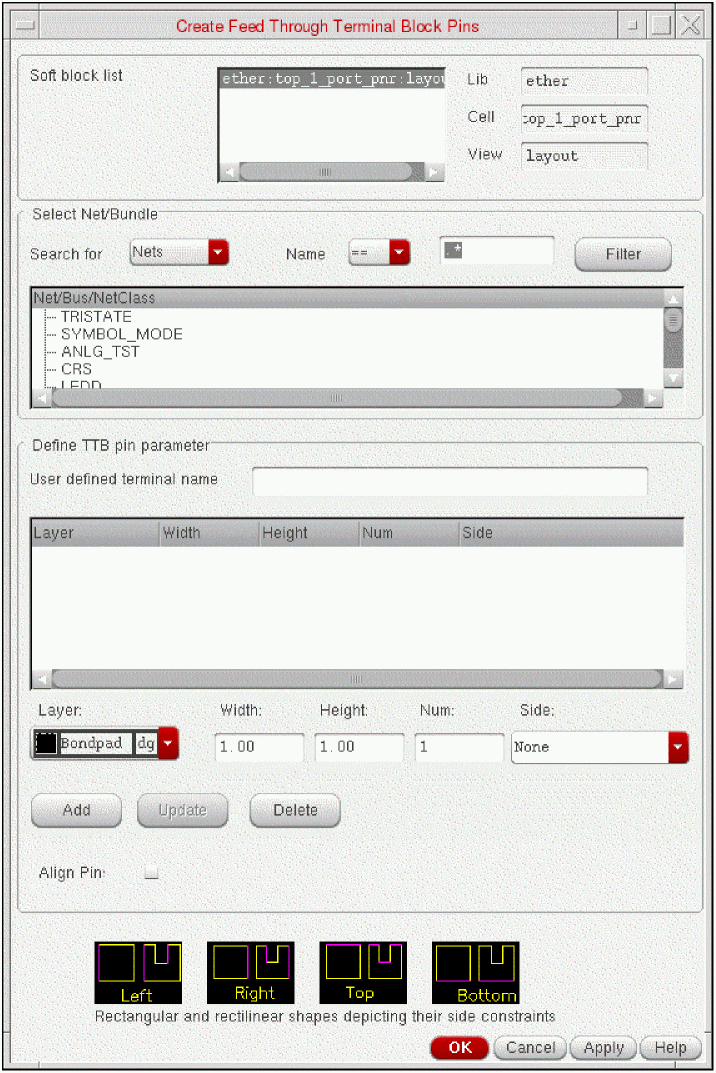 Create Feed Through Terminal Block Pins
Soft block list
ether:top_1_port_pnr:layou
Lib
ether
Cell
top_1_port_pnr
View
layout
Select Net/Bundle
Search for
Nets
Name
==
.*
Filter
Net/Bus/NetClass
TRISTATE
SYMBOL_MODE
ANLG_TST
CRS
LEDD
Define TTB pin parameter
User defined terminal name
Layer Width Height Num Side
Layer: Width: Height: Num: Side:
Bondpad dg 1.00 1.00 1 None
Add Update Delete
Align Pin:
Left Right Top Bottom
Rectangular and rectilinear shapes depicting their side constraints
OK Cancel Apply Help